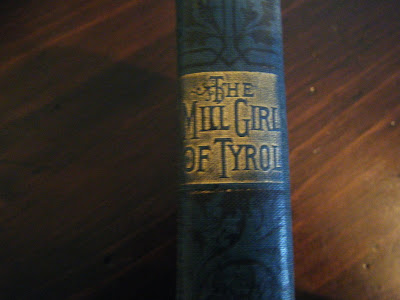 THE
MILL GIRL
OF TYROL